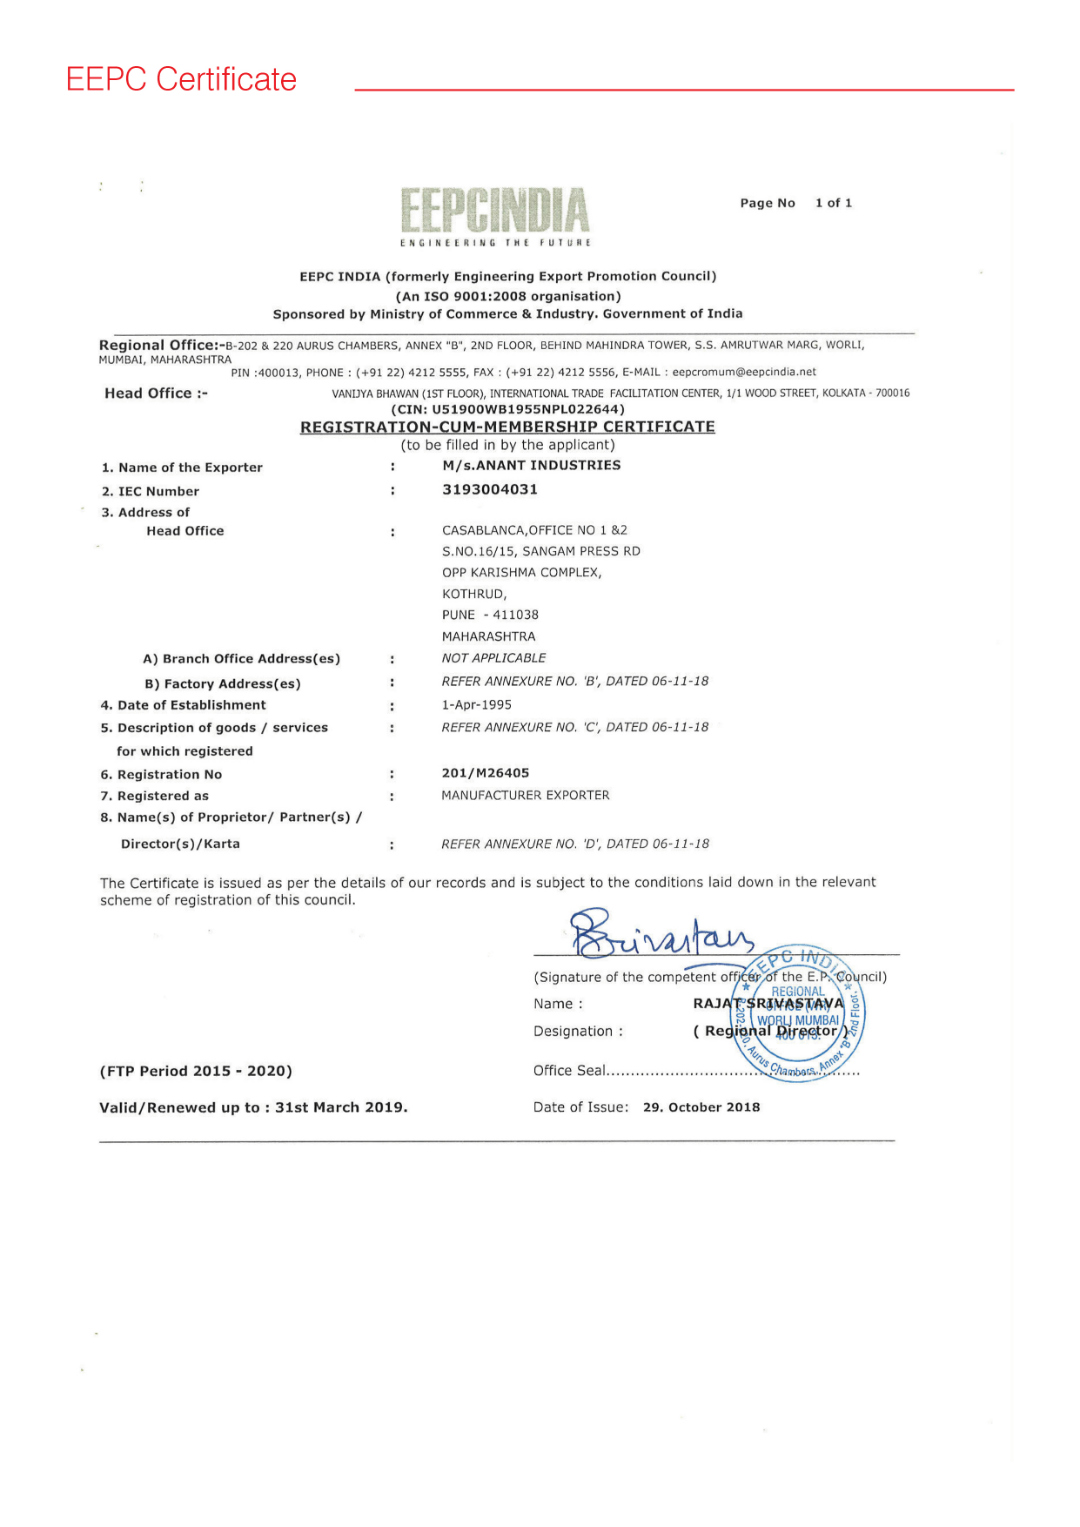 EEPC Certificate
EEPCINDIA
ENGINEERING THE FUTURE
Page No 1 of 1
EEPC INDIA (formerly Engineering Export Promotion Council)
(An ISO 9001:2008 organisation)
Sponsored by Ministry of Commerce & Industry. Government of India
Regional Office:-B-202 & 220 AURUS CHAMBERS, ANNEX "B", 2ND FLOOR, BEHIND MAHINDRA TOWER, S.S. AMRUTWAR MARG, WORLI,
MUMBAI, MAHARASHTRA
PIN :400013, PHONE : (+91 22) 4212 5555, FAX : (+91 22) 4212 5556, E-MAIL : eepcromum@eepcindia.net
Head Office :- VANIJYA BHAWAN (1ST FLOOR), INTERNATIONAL TRADE FACILITATION CENTER, 1/1 WOOD STREET, KOLKATA - 700016
(CIN: U51900WB1955NPL022644)
REGISTRATION-CUM-MEMBERSHIP CERTIFICATE
(to be filled in by the applicant)
1. Name of the Exporter : M/s.ANANT INDUSTRIES
2. IEC Number : 3193004031
3. Address of
Head Office : CASABLANCA,OFFICE NO 1 &2
S.NO.16/15, SANGAM PRESS RD
OPP KARISHMA COMPLEX,
KOTHRUD,
PUNE - 411038
MAHARASHTRA
A) Branch Office Address(es) : NOT APPLICABLE
B) Factory Address(es) : REFER ANNEXURE NO. 'B', DATED 06-11-18
4. Date of Establishment : 1-Apr-1995
5. Description of goods / services : REFER ANNEXURE NO. 'C', DATED 06-11-18
for which registered
6. Registration No : 201/M26405
7. Registered as : MANUFACTURER EXPORTER
8. Name(s) of Proprietor/ Partner(s) /
Director(s)/Karta : REFER ANNEXURE NO. 'D', DATED 06-11-18
The Certificate is issued as per the details of our records and is subject to the conditions laid down in the relevant
scheme of registration of this council.
(Signature of the competent officer of the E.P. Council)
Name : RAJAT SRIVASTAVA
Designation : ( Regional Director )
EEPC INDIA
REGIONAL
OFFICE (WR)
WORLI MUMBAI
400 013.
Aurus Chambers, Annex "B" 2nd Floor,
(FTP Period 2015 - 2020)
Office Seal..................................................
Valid/Renewed up to : 31st March 2019.
Date of Issue: 29. October 2018